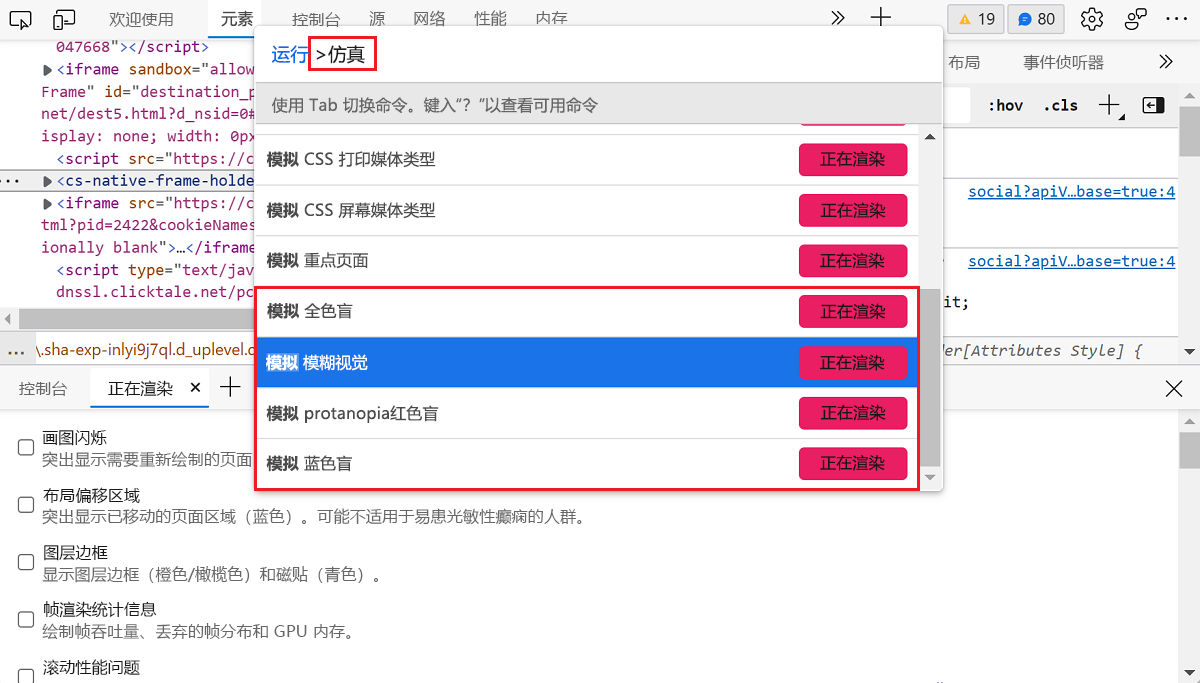 欢迎使用 元素 控制台 源 网络 性能 内存 19 80
047668"></script>
<iframe sandbox="allow
Frame" id="destination_p
net/dest5.html?d_nsid=0#
isplay: none; width: 0px
<script src="https://c
<cs-native-frame-holde
<iframe src="https://c
tml?pid=2422&cookieNames
ionally blank">…</iframe
<script type="text/jav
dnssl.clicktale.net/pc
... \.sha-exp-inlyi9j7ql.d_uplevel.c
运行 >仿真
使用 Tab 切换命令。键入“？”以查看可用命令
模拟 CSS 打印媒体类型 正在渲染
模拟 CSS 屏幕媒体类型 正在渲染
模拟 重点页面 正在渲染
模拟 全色盲 正在渲染
模拟 模糊视觉 正在渲染
模拟 protanopia红色盲 正在渲染
模拟 蓝色盲 正在渲染
布局 事件侦听器
:hov .cls
social?apiV…base=true:4
social?apiV…base=true:4
it;
der[Attributes Style] {
控制台 正在渲染
画图闪烁
突出显示需要重新绘制的页面
布局偏移区域
突出显示已移动的页面区域（蓝色）。可能不适用于易患光敏性癫痫的人群。
图层边框
显示图层边框（橙色/橄榄色）和磁贴（青色）。
帧渲染统计信息
绘制帧吞吐量、丢弃的帧分布和 GPU 内存。
滚动性能问题